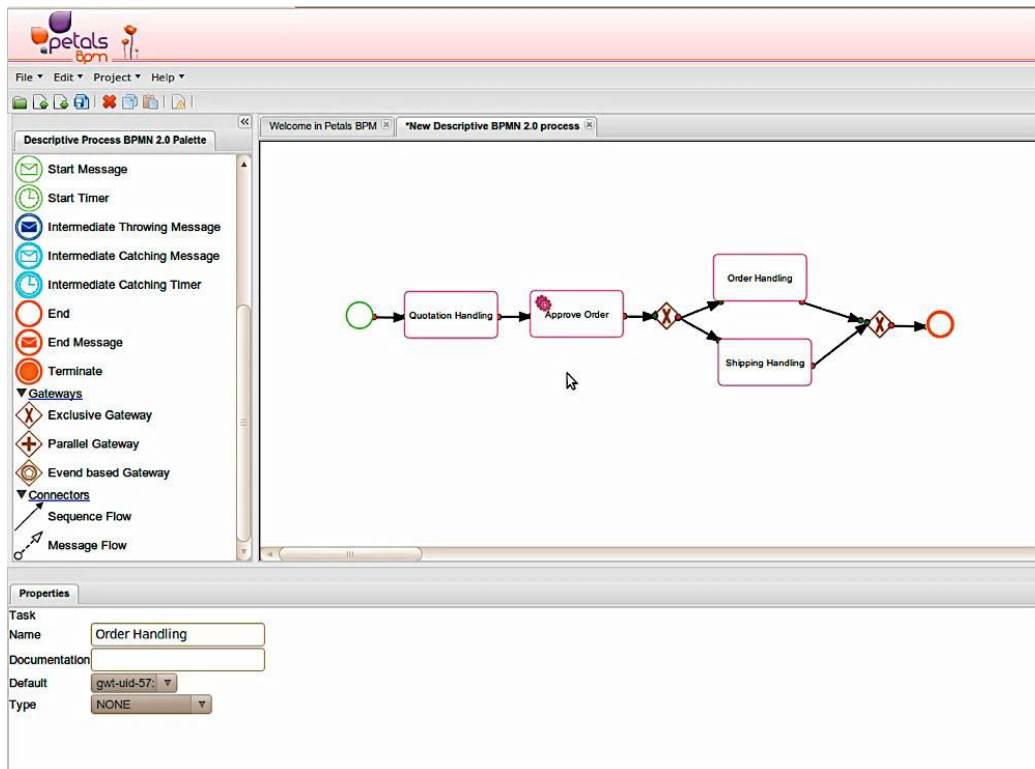 petals
Bpm
File Edit Project Help
Welcome in Petals BPM
*New Descriptive BPMN 2.0 process
Descriptive Process BPMN 2.0 Palette
Start Message
Start Timer
Intermediate Throwing Message
Intermediate Catching Message
Intermediate Catching Timer
End
End Message
Terminate
Gateways
Exclusive Gateway
Parallel Gateway
Evend based Gateway
Connectors
Sequence Flow
Message Flow
Quotation Handling
Approve Order
Order Handling
Shipping Handling
Properties
Task
Name Order Handling
Documentation
Default gwt-uid-57:
Type NONE